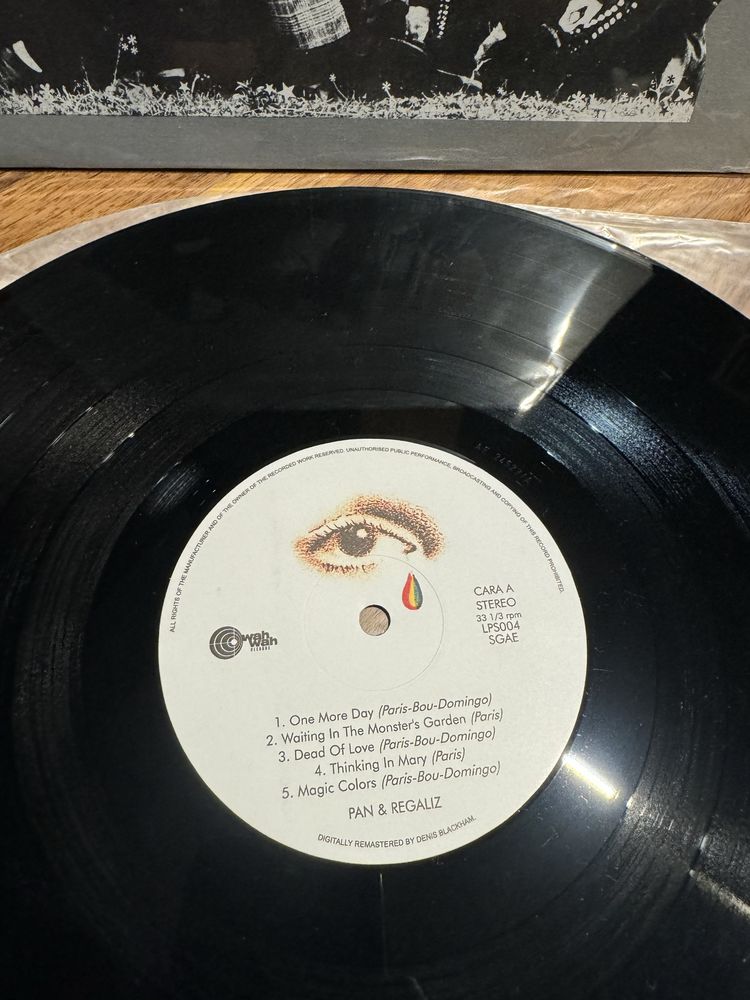 ALL RIGHTS OF THE MANUFACTURER AND OF THE OWNER OF THE RECORDED WORK RESERVED. UNAUTHORISED PUBLIC PERFORMANCE, BROADCASTING AND COPYING OF THIS RECORD PROHIBITED.
CARA A
STEREO
33 1/3 rpm
LPS004
SGAE
wah
wah
1. One More Day (Paris-Bou-Domingo)
2. Waiting In The Monster's Garden (Paris)
3. Dead Of Love (Paris-Bou-Domingo)
4. Thinking In Mary (Paris)
5. Magic Colors (Paris-Bou-Domingo)
PAN & REGALIZ
DIGITALLY REMASTERED BY DENIS BLACKHAM.